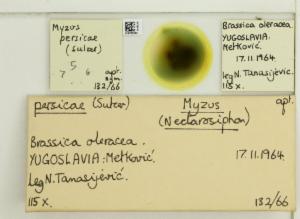 Myzus
persicae
(Sulzer)
5
7 6
apt.
132/66
Brassica oleracea.
YUGOSLAVIA:
Metković.
17.11.1964.
leg N. Tanasijević.
115 x.
persicae (Sulzer)
Myzus
(Nectarosiphon)
apt.
Brassica oleracea.
YUGOSLAVIA: Metković.
17.11.1964.
Leg N. Tanasijević.
115 x.
132/66